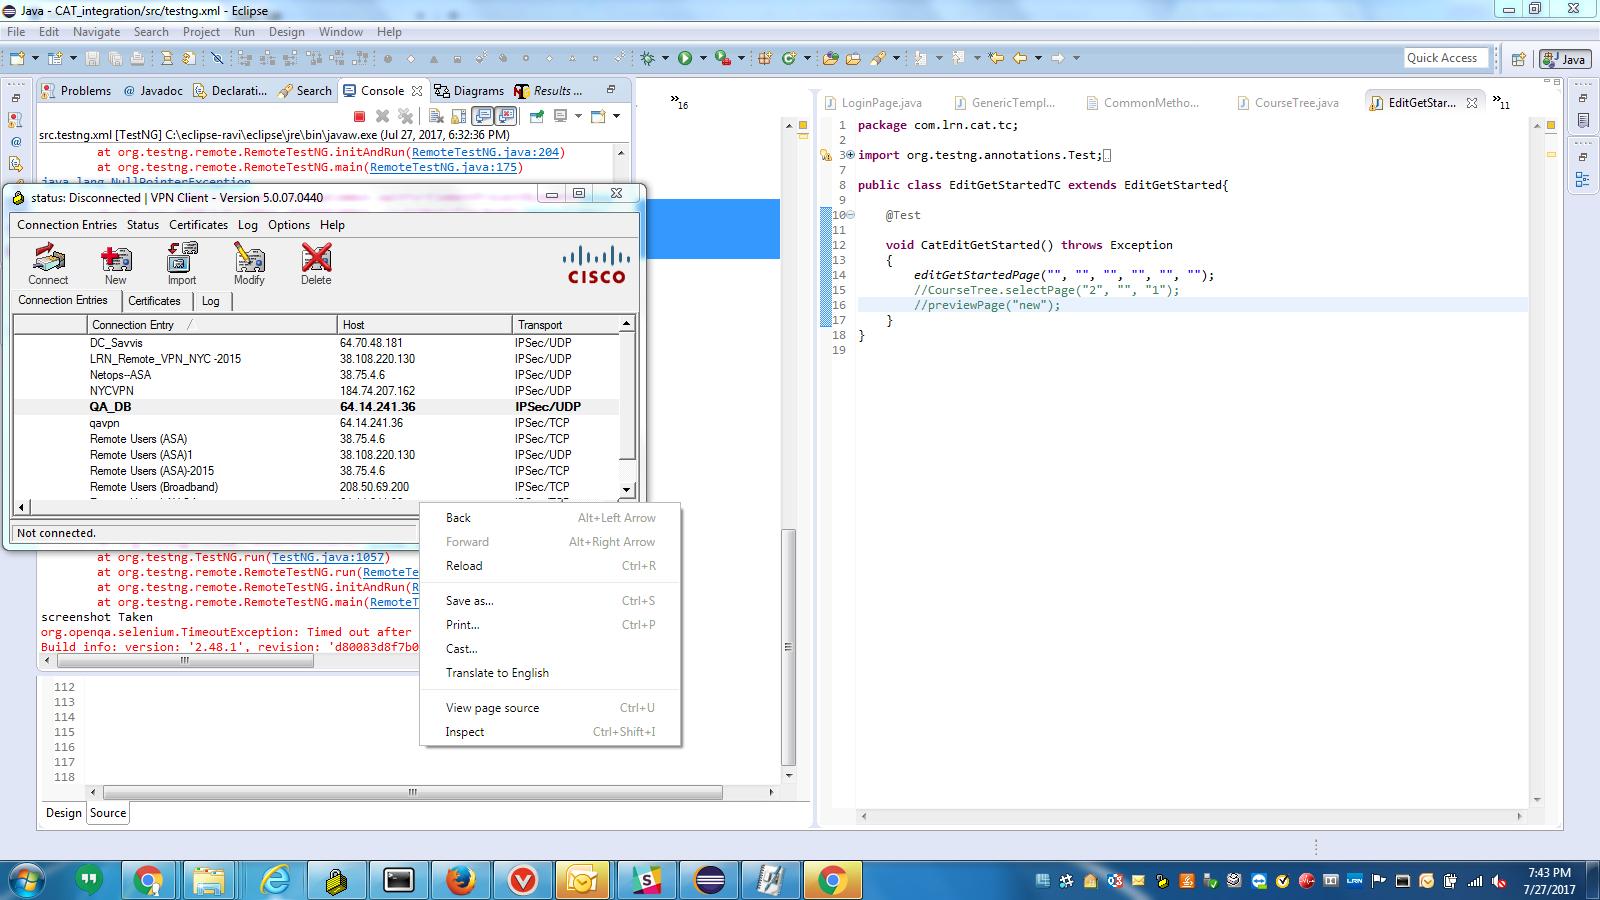 Java - CAT_integration/src/testng.xml - Eclipse
File Edit Navigate Search Project Run Design Window Help
Quick Access
Java
Problems @ Javadoc Declarati... Search Console Diagrams Results ...
src.testng.xml [TestNG] C:\eclipse-ravi\eclipse\jre\bin\javaw.exe (Jul 27, 2017, 6:32:36 PM)
at org.testng.remote.RemoteTestNG.initAndRun(RemoteTestNG.java:204)
at org.testng.remote.RemoteTestNG.main(RemoteTestNG.java:175)
java.lang.NullPointerException
status: Disconnected | VPN Client - Version 5.0.07.0440
Connection Entries Status Certificates Log Options Help
Connect New Import Modify Delete
CISCO
Connection Entries Certificates Log
Connection Entry / Host Transport
DC_Savvis 64.70.48.181 IPSec/UDP
LRN_Remote_VPN_NYC -2015 38.108.220.130 IPSec/UDP
Netops--ASA 38.75.4.6 IPSec/UDP
NYCVPN 184.74.207.162 IPSec/UDP
QA_DB 64.14.241.36 IPSec/UDP
qavpn 64.14.241.36 IPSec/TCP
Remote Users (ASA) 38.75.4.6 IPSec/TCP
Remote Users (ASA)1 38.108.220.130 IPSec/UDP
Remote Users (ASA)-2015 38.75.4.6 IPSec/TCP
Remote Users (Broadband) 208.50.69.200 IPSec/TCP
Not connected.
at org.testng.TestNG.run(TestNG.java:1057)
at org.testng.remote.RemoteTestNG.run(RemoteTe
at org.testng.remote.RemoteTestNG.initAndRun(R
at org.testng.remote.RemoteTestNG.main(RemoteT
screenshot Taken
org.openqa.selenium.TimeoutException: Timed out after
Build info: version: '2.48.1', revision: 'd80083d8f7b0
Back Alt+Left Arrow
Forward Alt+Right Arrow
Reload Ctrl+R
Save as... Ctrl+S
Print... Ctrl+P
Cast...
Translate to English
View page source Ctrl+U
Inspect Ctrl+Shift+I
112
113
114
115
116
117
118
Design Source
»16
LoginPage.java GenericTempl... CommonMetho... CourseTree.java EditGetStar... »11
1 package com.lrn.cat.tc;
2
3 import org.testng.annotations.Test;
7
8 public class EditGetStartedTC extends EditGetStarted{
9
10 @Test
11
12 void CatEditGetStarted() throws Exception
13 {
14 editGetStartedPage("", "", "", "", "", "");
15 //CourseTree.selectPage("2", "", "1");
16 //previewPage("new");
17 }
18 }
19
LRN
7:43 PM
7/27/2017